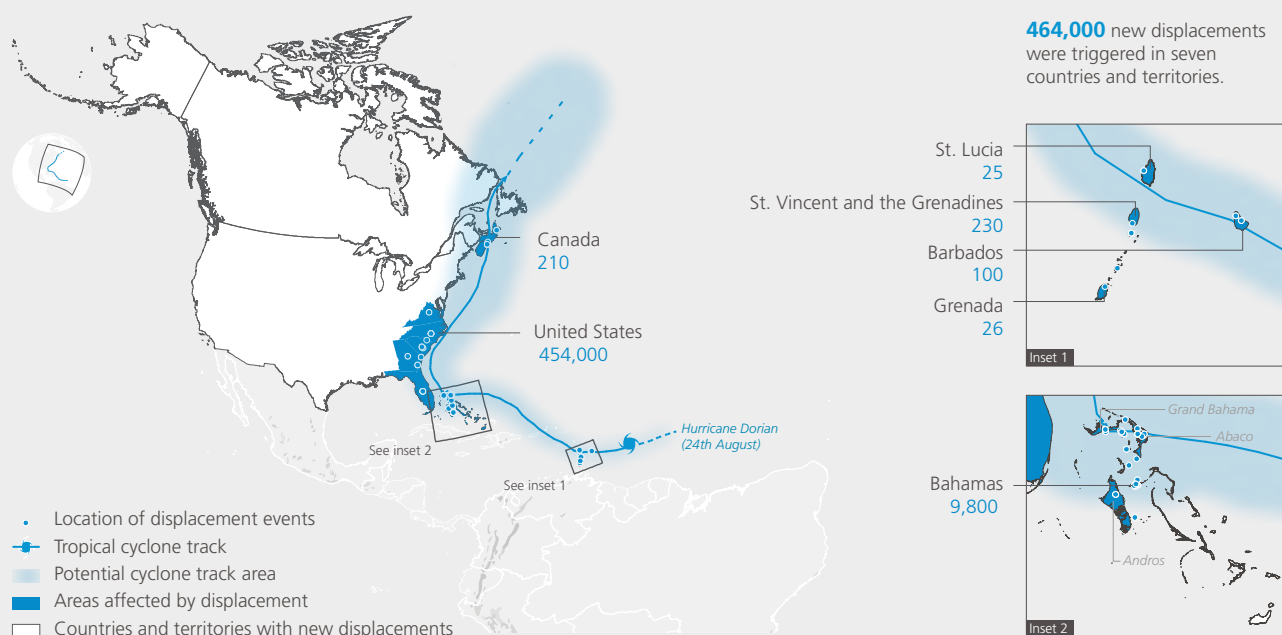 464,000 new displacements
were triggered in seven
countries and territories.
St. Lucia
25
St. Vincent and the Grenadines
230
Barbados
100
Grenada
26
Inset 1
Canada
210
United States
454,000
Hurricane Dorian
(24th August)
See inset 2
See inset 1
Grand Bahama
Abaco
Bahamas
9,800
Andros
Inset 2
Location of displacement events
Tropical cyclone track
Potential cyclone track area
Areas affected by displacement
Countries and territories with new displacements